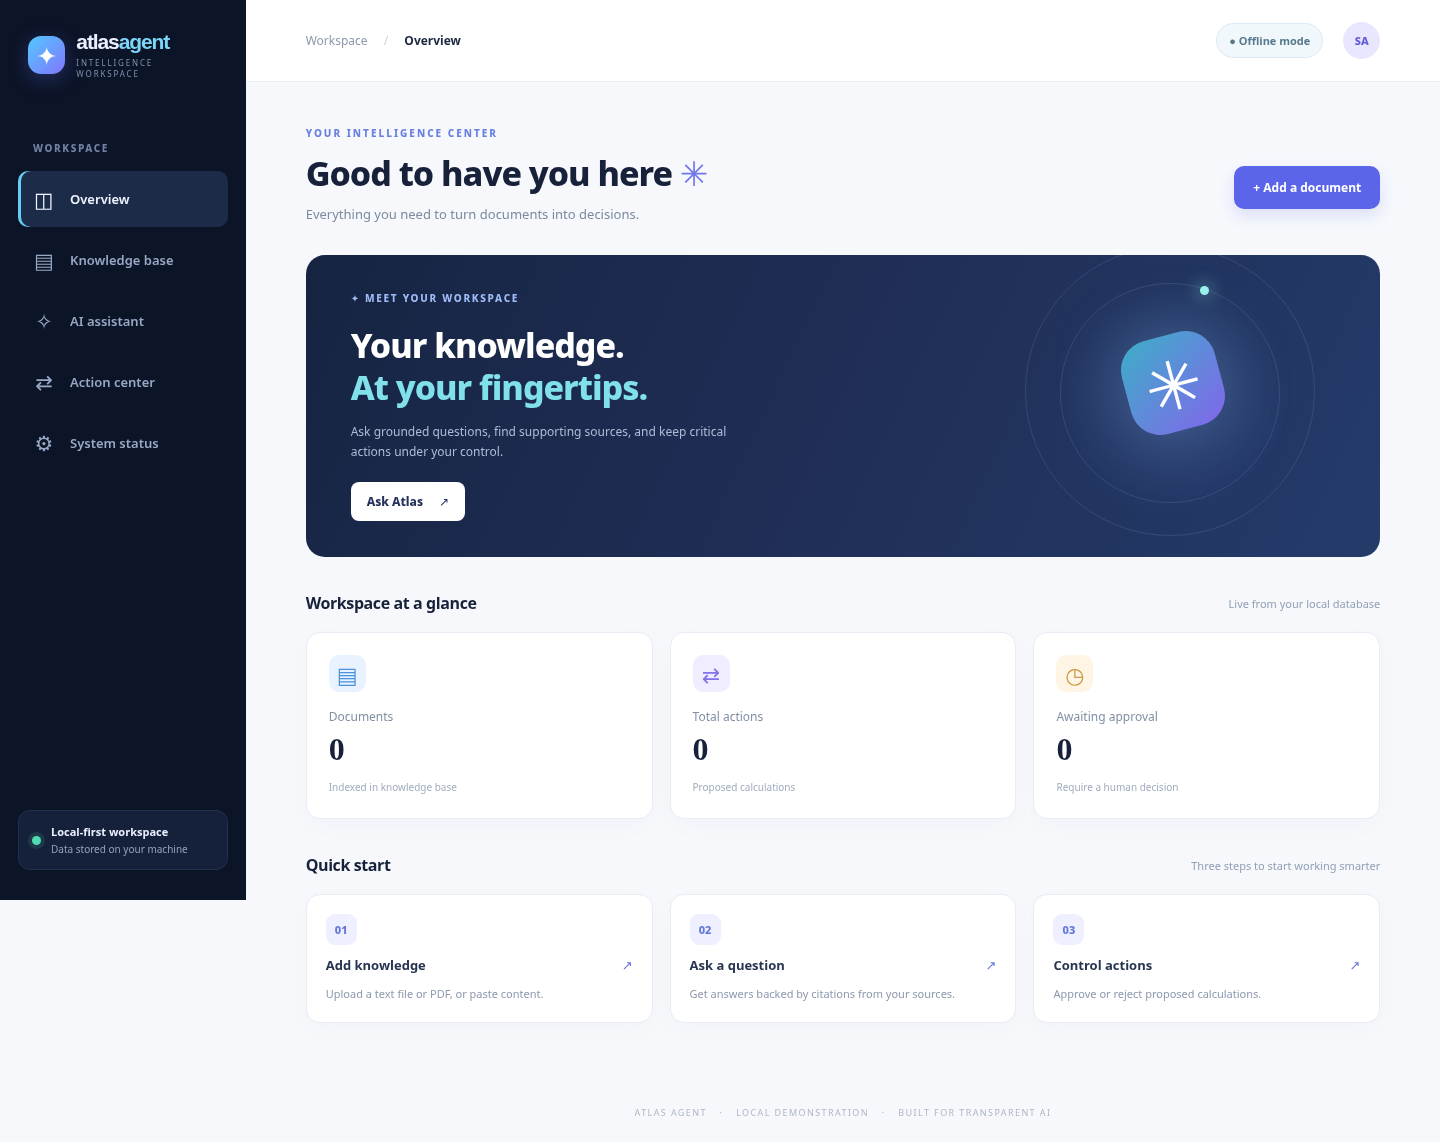 atlasagent
INTELLIGENCE
WORKSPACE
WORKSPACE
Overview
Knowledge base
AI assistant
Action center
System status
Local-first workspace
Data stored on your machine
Workspace / Overview
● Offline mode
SA
YOUR INTELLIGENCE CENTER
Good to have you here ✳
Everything you need to turn documents into decisions.
+ Add a document
✦ MEET YOUR WORKSPACE
Your knowledge.
At your fingertips.
Ask grounded questions, find supporting sources, and keep critical
actions under your control.
Ask Atlas ↗
Workspace at a glance
Live from your local database
Documents
0
Indexed in knowledge base
Total actions
0
Proposed calculations
Awaiting approval
0
Require a human decision
Quick start
Three steps to start working smarter
01
Add knowledge ↗
Upload a text file or PDF, or paste content.
02
Ask a question ↗
Get answers backed by citations from your sources.
03
Control actions ↗
Approve or reject proposed calculations.
ATLAS AGENT · LOCAL DEMONSTRATION · BUILT FOR TRANSPARENT AI